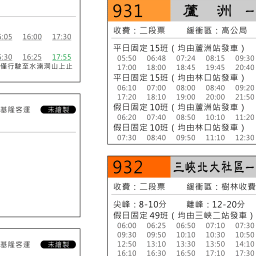 5:05 16:00 17:30
5:30 16:25 17:55
僅行駛至水湳洞山上止
基隆客運 未繪製
基隆客運 未繪製
931 蘆 洲 -
收費：二段票 緩衝區：高公局
平日固定15班（均由蘆洲站發車）
05:50 06:48 07:24 08:15 09:30
17:00 18:00 18:45 19:45 20:40
平日固定15班（均由林口站發車）
06:10 07:00 08:00 08:40 09:20
17:20 18:10 19:00 20:00 21:50
假日固定10班（均由蘆洲站發車）
06:20 07:40 08:50 10:10 11:20
假日固定10班（均由林口站發車）
07:30 08:40 09:50 11:10 12:30
932 三峽北大社區-
收費：二段票 緩衝區：樹林收費
尖峰：8-10分 離峰：12-20分
假日固定49班（均由三峽二站發車）
06:00 06:25 06:50 07:10 07:30
09:30 09:50 10:10 10:30 10:50
12:50 13:10 13:30 13:50 14:10
16:10 16:30 16:50 17:10 17:30